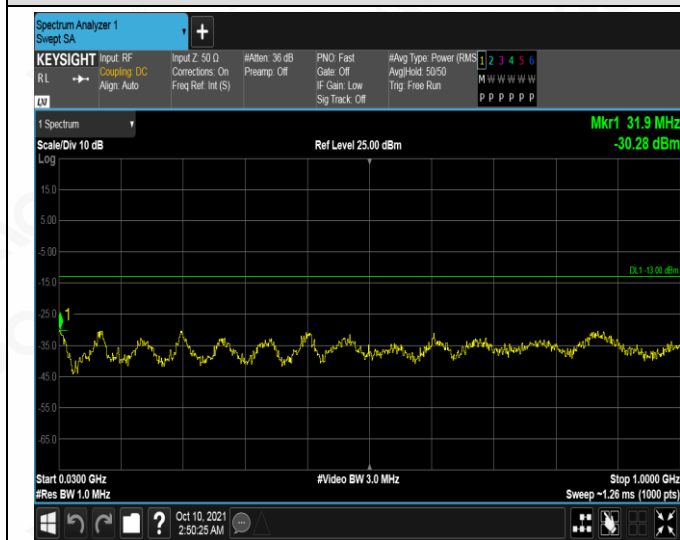 Spectrum Analyzer 1
Swept SA
+
KEYSIGHT
RL
LXI
Input: RF
Coupling: DC
Align: Auto
Input Z: 50 Ω
Corrections: On
Freq Ref: Int (S)
#Atten: 36 dB
Preamp: Off
PNO: Fast
Gate: Off
IF Gain: Low
Sig Track: Off
#Avg Type: Power (RMS
Avg|Hold: 50/50
Trig: Free Run
1 2 3 4 5 6
M W W W W W
P P P P P P
1 Spectrum
Mkr1 31.9 MHz
-30.28 dBm
Scale/Div 10 dB
Ref Level 25.00 dBm
Log
15.0
5.00
-5.00
DL1 -13.00 dBm
-15.0
-25.0
1
-35.0
-45.0
-55.0
-65.0
Start 0.0300 GHz
#Video BW 3.0 MHz
Stop 1.0000 GHz
#Res BW 1.0 MHz
Sweep ~1.26 ms (1000 pts)
?
Oct 10, 2021
2:50:25 AM